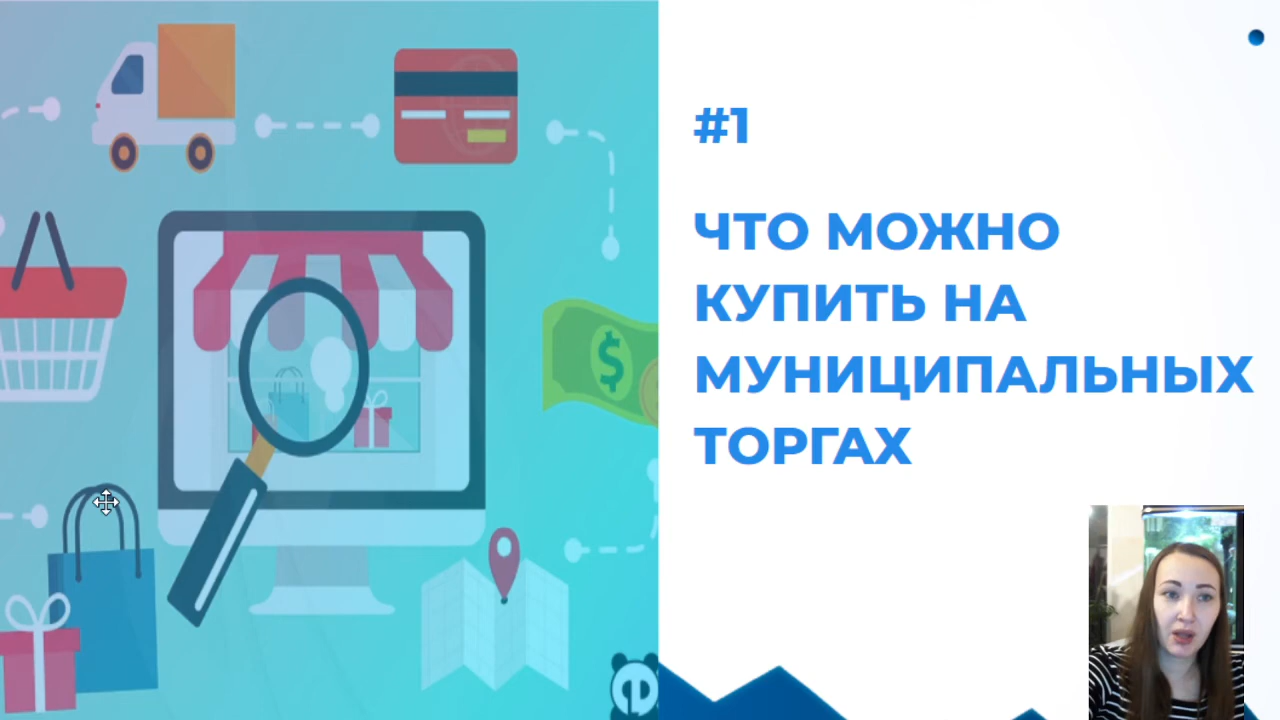 #1
ЧТО МОЖНО
КУПИТЬ НА
МУНИЦИПАЛЬНЫХ
ТОРГАХ
$